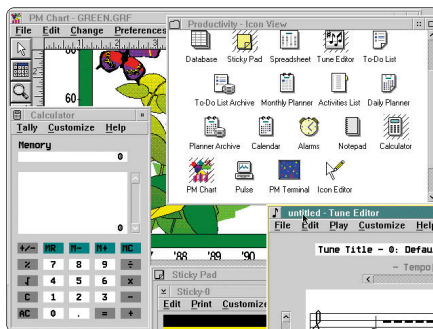 PM Chart - GREEN.GRF
File Edit Change Preferences
60
'88 '89 '90
Productivity - Icon View
Database Sticky Pad Spreadsheet Tune Editor To-Do List
To-Do List Archive Monthly Planner Activities List Daily Planner
Planner Archive Calendar Alarms Notepad Calculator
PM Chart Pulse PM Terminal Icon Editor
Calculator
Tally Customize Help
Memory
0
0
+/- MR M- M+ MC
% 7 8 9 ÷
√ 4 5 6 x
C 1 2 3 -
AC 0 . = +
Sticky Pad
Sticky-0
Edit Print Customize
untitled - Tune Editor
File Edit Play Customize Help
Tune Title - 0: Defau
- Tempo